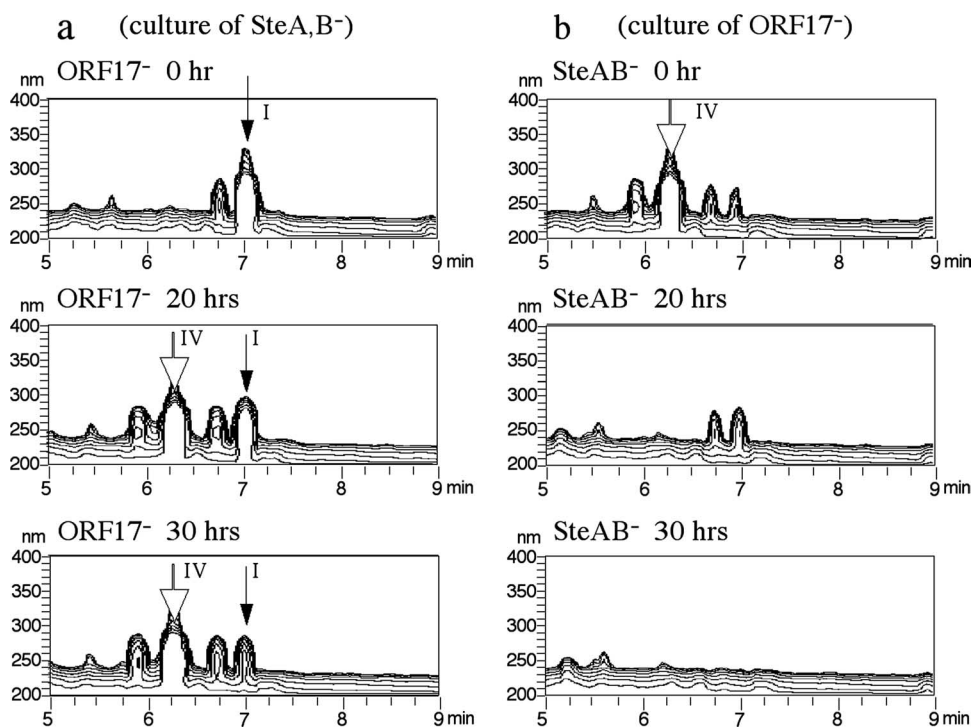 a (culture of SteA,B⁻)
ORF17⁻ 0 hr
nm
400
350
300
250
200
I
5 6 7 8 9 min
ORF17⁻ 20 hrs
nm
400
350
300
250
200
IV I
5 6 7 8 9 min
ORF17⁻ 30 hrs
nm
400
350
300
250
200
IV I
5 6 7 8 9 min
b (culture of ORF17⁻)
SteAB⁻ 0 hr
nm
400
350
300
250
200
IV
5 6 7 8 9 min
SteAB⁻ 20 hrs
nm
400
350
300
250
200
5 6 7 8 9 min
SteAB⁻ 30 hrs
nm
400
350
300
250
200
5 6 7 8 9 min